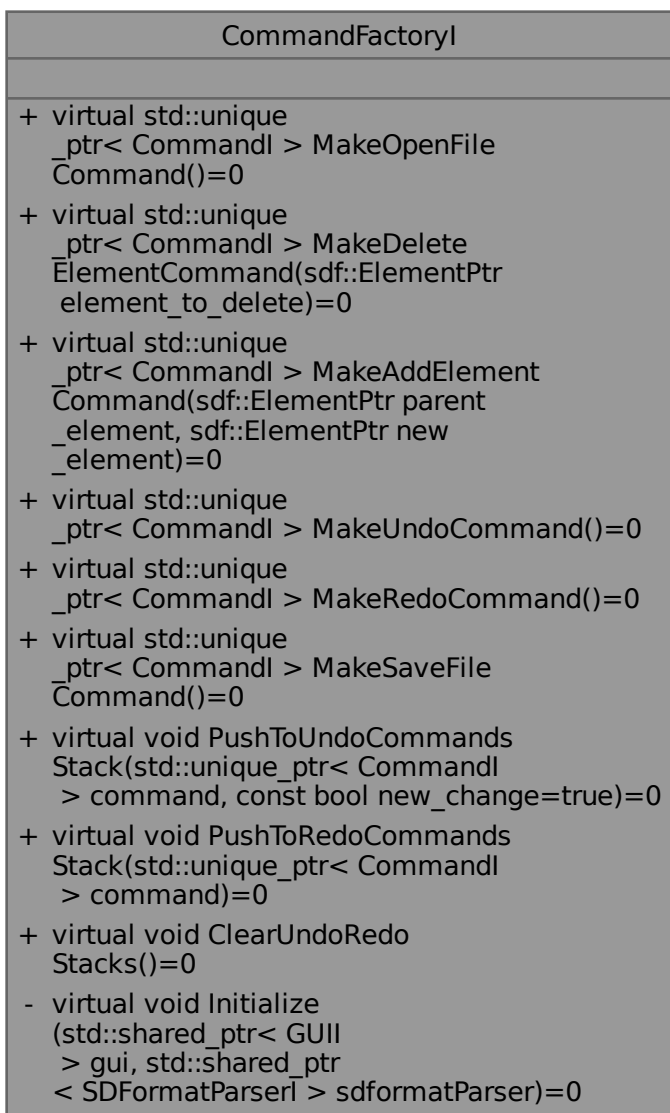 CommandFactoryI
+ virtual std::unique
_ptr< CommandI > MakeOpenFile
Command()=0
+ virtual std::unique
_ptr< CommandI > MakeDelete
ElementCommand(sdf::ElementPtr
element_to_delete)=0
+ virtual std::unique
_ptr< CommandI > MakeAddElement
Command(sdf::ElementPtr parent
_element, sdf::ElementPtr new
_element)=0
+ virtual std::unique
_ptr< CommandI > MakeUndoCommand()=0
+ virtual std::unique
_ptr< CommandI > MakeRedoCommand()=0
+ virtual std::unique
_ptr< CommandI > MakeSaveFile
Command()=0
+ virtual void PushToUndoCommands
Stack(std::unique_ptr< CommandI
> command, const bool new_change=true)=0
+ virtual void PushToRedoCommands
Stack(std::unique_ptr< CommandI
> command)=0
+ virtual void ClearUndoRedo
Stacks()=0
- virtual void Initialize
(std::shared_ptr< GUII
> gui, std::shared_ptr
< SDFormatParserI > sdformatParser)=0